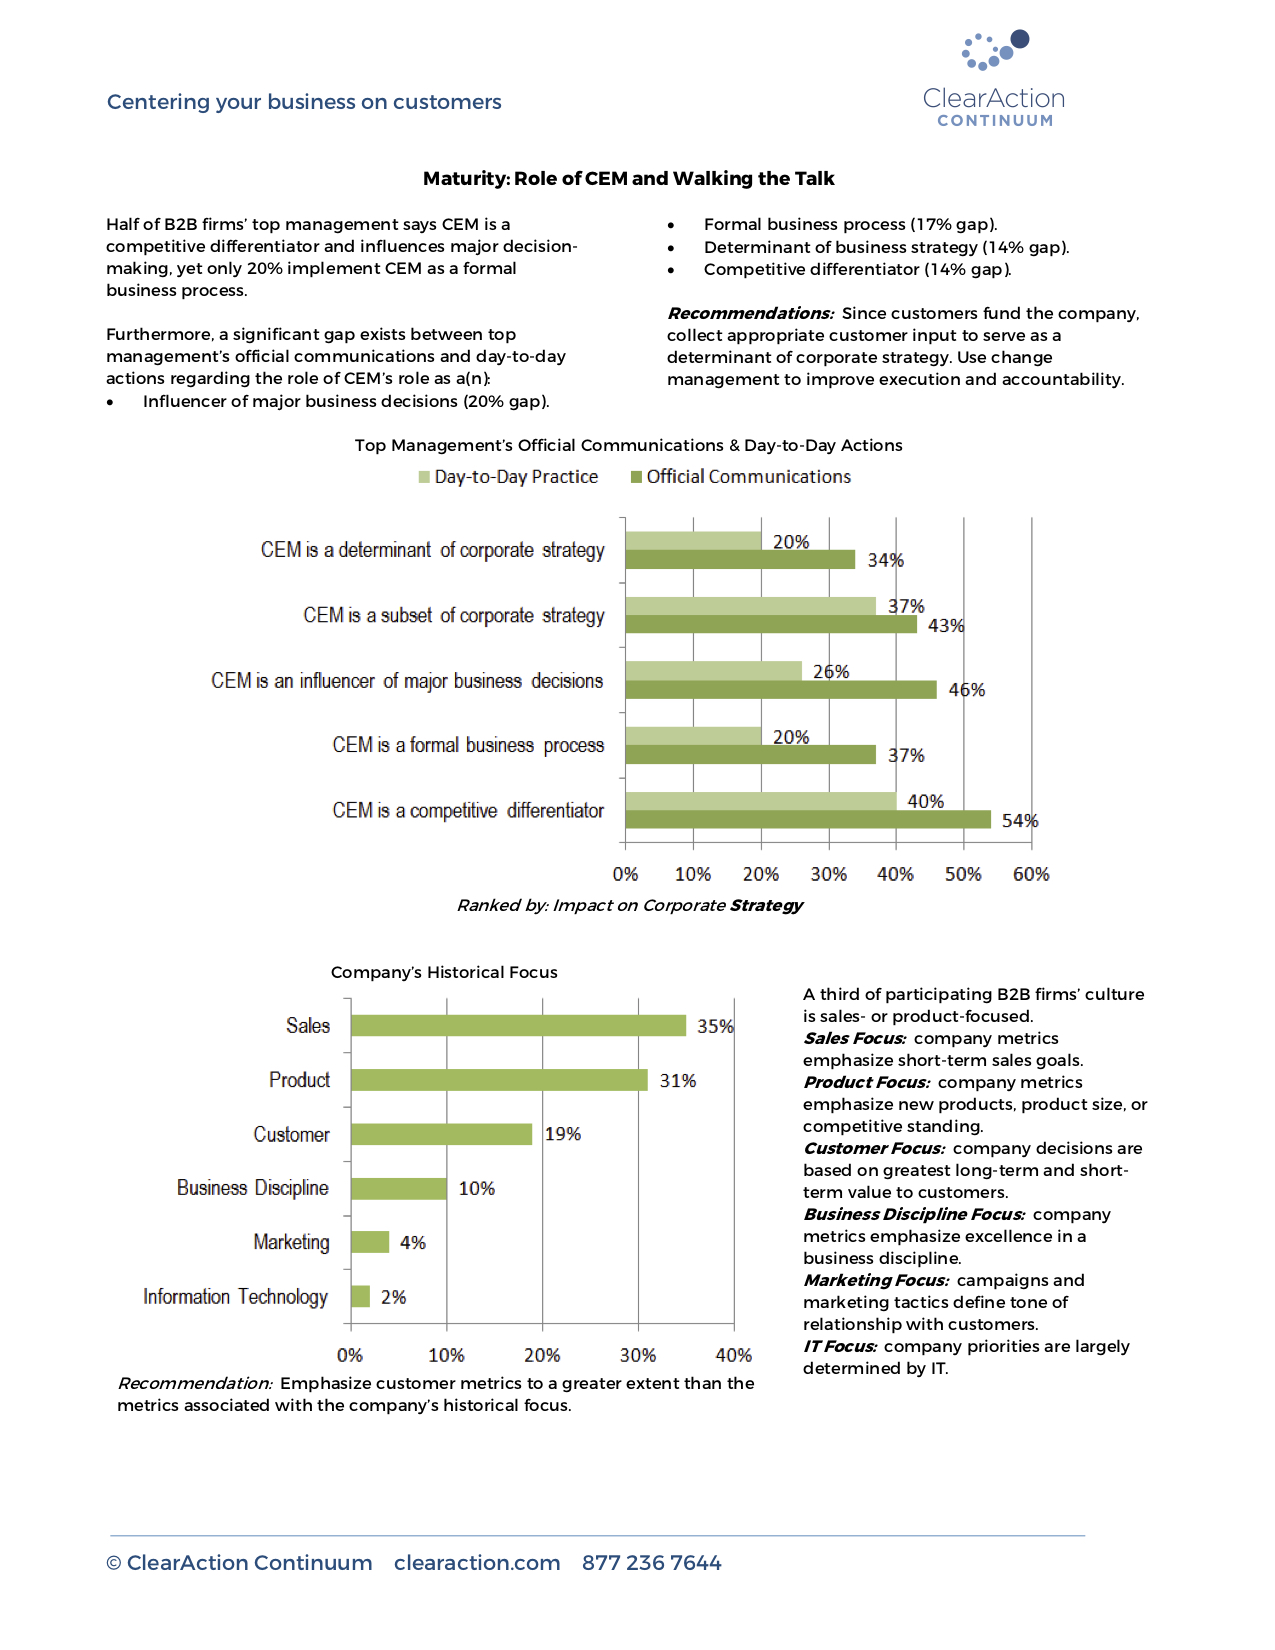 Centering your business on customers
ClearAction
CONTINUUM
Maturity: Role of CEM and Walking the Talk
Half of B2B firms’ top management says CEM is a
competitive differentiator and influences major decision-
making, yet only 20% implement CEM as a formal
business process.
Furthermore, a significant gap exists between top
management’s official communications and day-to-day
actions regarding the role of CEM’s role as a(n):
• Influencer of major business decisions (20% gap).
• Formal business process (17% gap).
• Determinant of business strategy (14% gap).
• Competitive differentiator (14% gap).
Recommendations: Since customers fund the company,
collect appropriate customer input to serve as a
determinant of corporate strategy. Use change
management to improve execution and accountability.
Top Management’s Official Communications & Day-to-Day Actions
Day-to-Day Practice Official Communications
CEM is a determinant of corporate strategy
20%
34%
CEM is a subset of corporate strategy
37%
43%
CEM is an influencer of major business decisions
26%
46%
CEM is a formal business process
20%
37%
CEM is a competitive differentiator
40%
54%
0% 10% 20% 30% 40% 50% 60%
Ranked by: Impact on Corporate Strategy
Company’s Historical Focus
Sales 35%
Product 31%
Customer 19%
Business Discipline 10%
Marketing 4%
Information Technology 2%
0% 10% 20% 30% 40%
Recommendation: Emphasize customer metrics to a greater extent than the
metrics associated with the company’s historical focus.
A third of participating B2B firms’ culture
is sales- or product-focused.
Sales Focus: company metrics
emphasize short-term sales goals.
Product Focus: company metrics
emphasize new products, product size, or
competitive standing.
Customer Focus: company decisions are
based on greatest long-term and short-
term value to customers.
Business Discipline Focus: company
metrics emphasize excellence in a
business discipline.
Marketing Focus: campaigns and
marketing tactics define tone of
relationship with customers.
IT Focus: company priorities are largely
determined by IT.
© ClearAction Continuum clearaction.com 877 236 7644